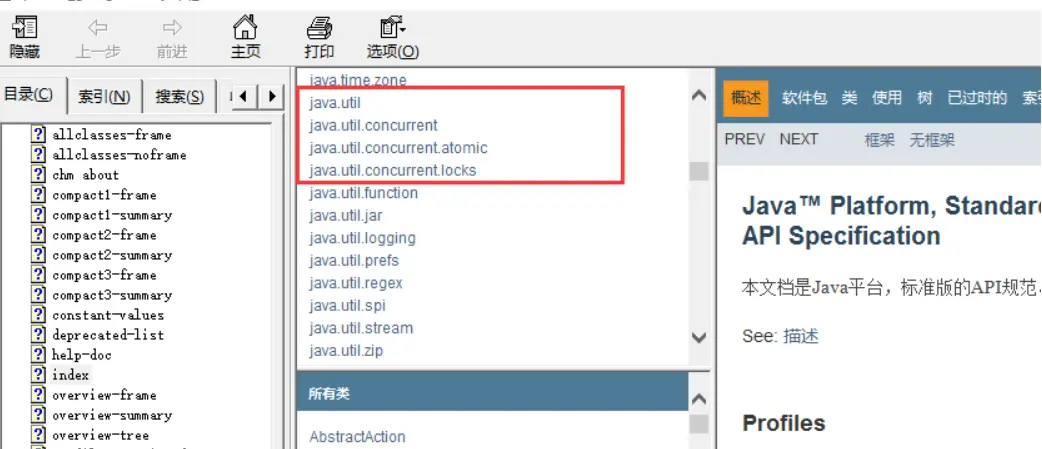 隐藏 上一步 前进 主页 打印 选项(O)
目录(C) 索引(N) 搜索(S)
allclasses-frame
allclasses-noframe
chm about
compact1-frame
compact1-summary
compact2-frame
compact2-summary
compact3-frame
compact3-summary
constant-values
deprecated-list
help-doc
index
overview-frame
overview-summary
overview-tree
java.time.zone
java.util
java.util.concurrent
java.util.concurrent.atomic
java.util.concurrent.locks
java.util.function
java.util.jar
java.util.logging
java.util.prefs
java.util.regex
java.util.spi
java.util.stream
java.util.zip
所有类
AbstractAction
概述 软件包 类 使用 树 已过时的 索
PREV NEXT 框架 无框架
Java™ Platform, Standar
API Specification
本文档是Java平台，标准版的API规范
See: 描述
Profiles